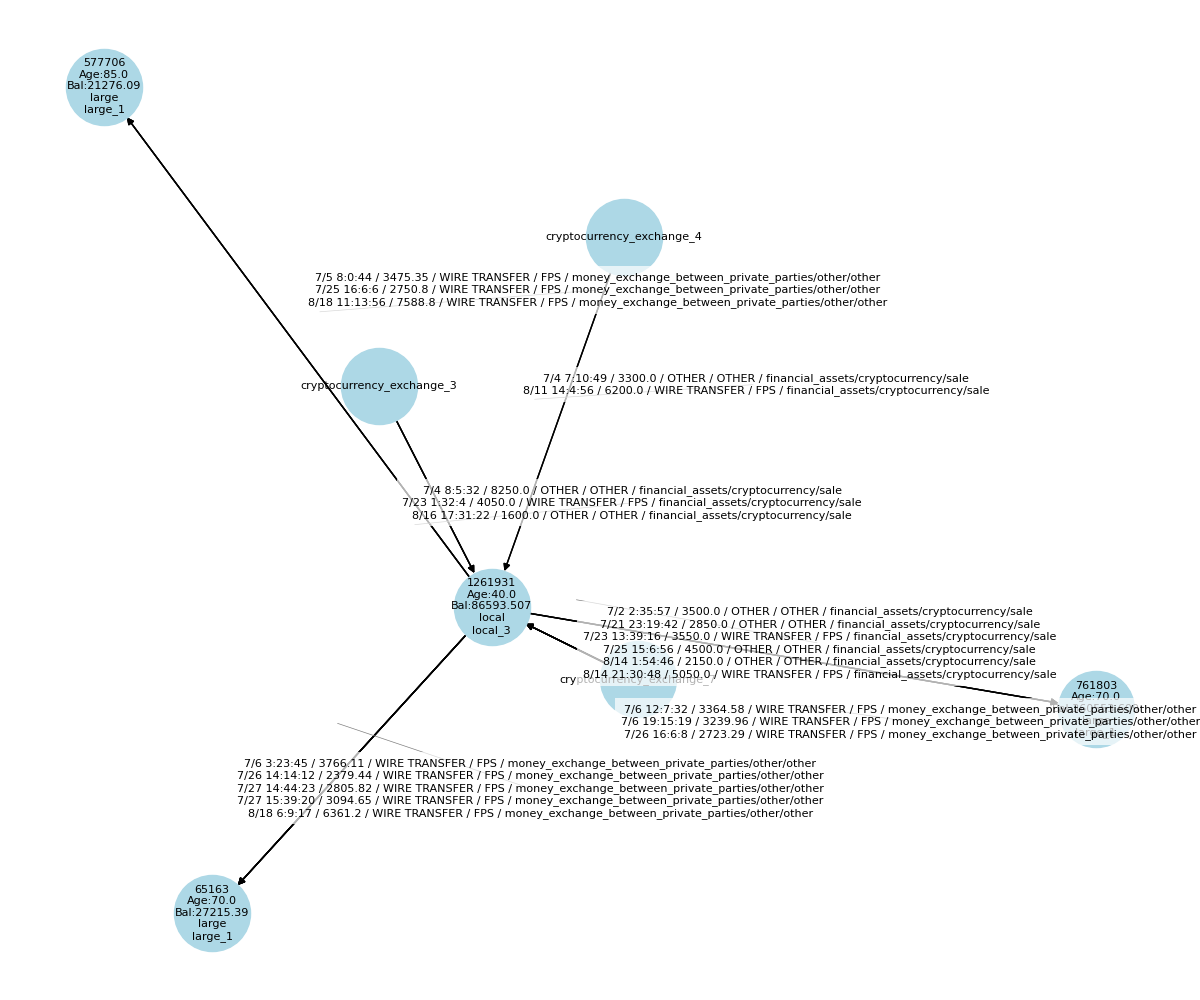 577706
Age:85.0
Bal:21276.09
large
large_1
cryptocurrency_exchange_4
7/5 8:0:44 / 3475.35 / WIRE TRANSFER / FPS / money_exchange_between_private_parties/other/other
7/25 16:6:6 / 2750.8 / WIRE TRANSFER / FPS / money_exchange_between_private_parties/other/other
8/18 11:13:56 / 7588.8 / WIRE TRANSFER / FPS / money_exchange_between_private_parties/other/other
cryptocurrency_exchange_3
7/4 7:10:49 / 3300.0 / OTHER / OTHER / financial_assets/cryptocurrency/sale
8/11 14:4:56 / 6200.0 / WIRE TRANSFER / FPS / financial_assets/cryptocurrency/sale
7/4 8:5:32 / 8250.0 / OTHER / OTHER / financial_assets/cryptocurrency/sale
7/23 1:32:4 / 4050.0 / WIRE TRANSFER / FPS / financial_assets/cryptocurrency/sale
8/16 17:31:22 / 1600.0 / OTHER / OTHER / financial_assets/cryptocurrency/sale
1261931
Age:40.0
Bal:86593.507
local
local_3
7/2 2:35:57 / 3500.0 / OTHER / OTHER / financial_assets/cryptocurrency/sale
7/21 23:19:42 / 2850.0 / OTHER / OTHER / financial_assets/cryptocurrency/sale
7/23 13:39:16 / 3550.0 / WIRE TRANSFER / FPS / financial_assets/cryptocurrency/sale
7/25 15:6:56 / 4500.0 / OTHER / OTHER / financial_assets/cryptocurrency/sale
8/14 1:54:46 / 2150.0 / OTHER / OTHER / financial_assets/cryptocurrency/sale
8/14 21:30:48 / 5050.0 / WIRE TRANSFER / FPS / financial_assets/cryptocurrency/sale
761803
Age:70.0
7/6 12:7:32 / 3364.58 / WIRE TRANSFER / FPS / money_exchange_between_private_parties/other/other
7/6 19:15:19 / 3239.96 / WIRE TRANSFER / FPS / money_exchange_between_private_parties/other/other
7/26 16:6:8 / 2723.29 / WIRE TRANSFER / FPS / money_exchange_between_private_parties/other/other
7/6 3:23:45 / 3766.11 / WIRE TRANSFER / FPS / money_exchange_between_private_parties/other/other
7/26 14:14:12 / 2379.44 / WIRE TRANSFER / FPS / money_exchange_between_private_parties/other/other
7/27 14:44:23 / 2805.82 / WIRE TRANSFER / FPS / money_exchange_between_private_parties/other/other
7/27 15:39:20 / 3094.65 / WIRE TRANSFER / FPS / money_exchange_between_private_parties/other/other
8/18 6:9:17 / 6361.2 / WIRE TRANSFER / FPS / money_exchange_between_private_parties/other/other
65163
Age:70.0
Bal:27215.39
large
large_1